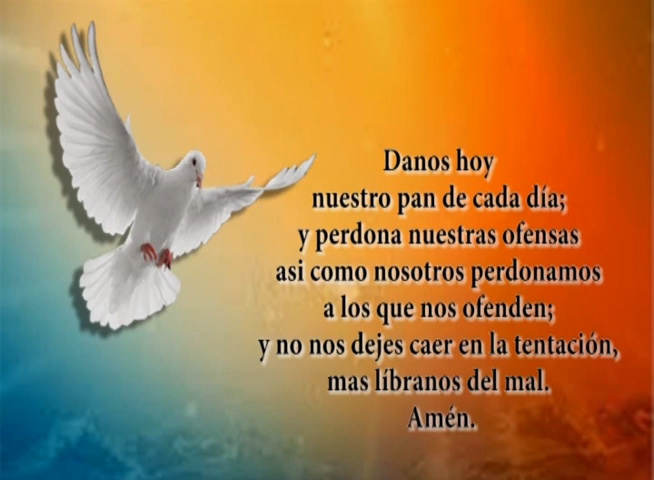 Danos hoy
nuestro pan de cada día;
y perdona nuestras ofensas
asi como nosotros perdonamos
a los que nos ofenden;
y no nos dejes caer en la tentación,
mas líbranos del mal.
Amén.